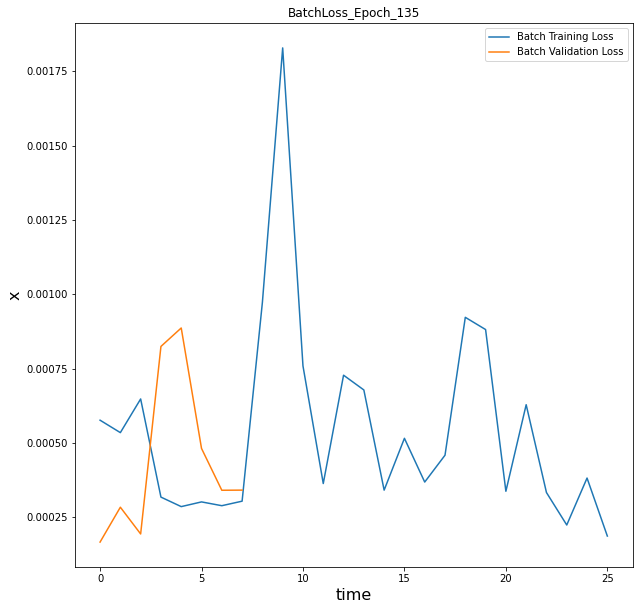 BatchLoss_Epoch_135
Batch Training Loss
Batch Validation Loss
0.00175
0.00150
0.00125
0.00100
0.00075
0.00050
0.00025
x
0 5 10 15 20 25
time